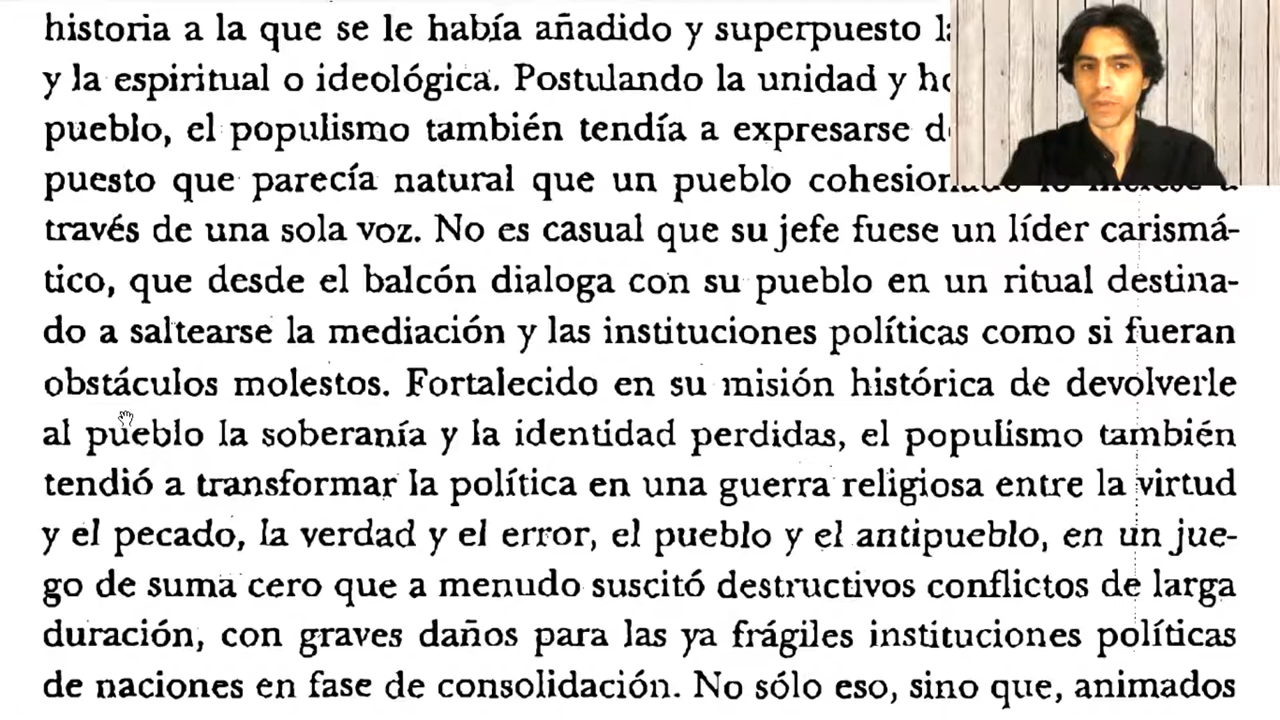 historia a la que se le había añadido y superpuesto
y la espiritual o ideológica. Postulando la unidad y
pueblo, el populismo también tendía a expresarse
puesto que parecía natural que un pueblo
través de una sola voz. No es casual que su jefe fuese un líder carismá-
tico, que desde el balcón dialoga con su pueblo en un ritual destina-
do a saltearse la mediación y las instituciones políticas como si fueran
obstáculos molestos. Fortalecido en su misión histórica de devolverle
al pueblo la soberanía y la identidad perdidas, el populismo también
tendió a transformar la política en una guerra religiosa entre la virtud
y el pecado, la verdad y el error, el pueblo y el antipueblo, en un jue-
go de suma cero que a menudo suscitó destructivos conflictos de larga
duración, con graves daños para las ya frágiles instituciones políticas
de naciones en fase de consolidación. No sólo eso, sino que, animados